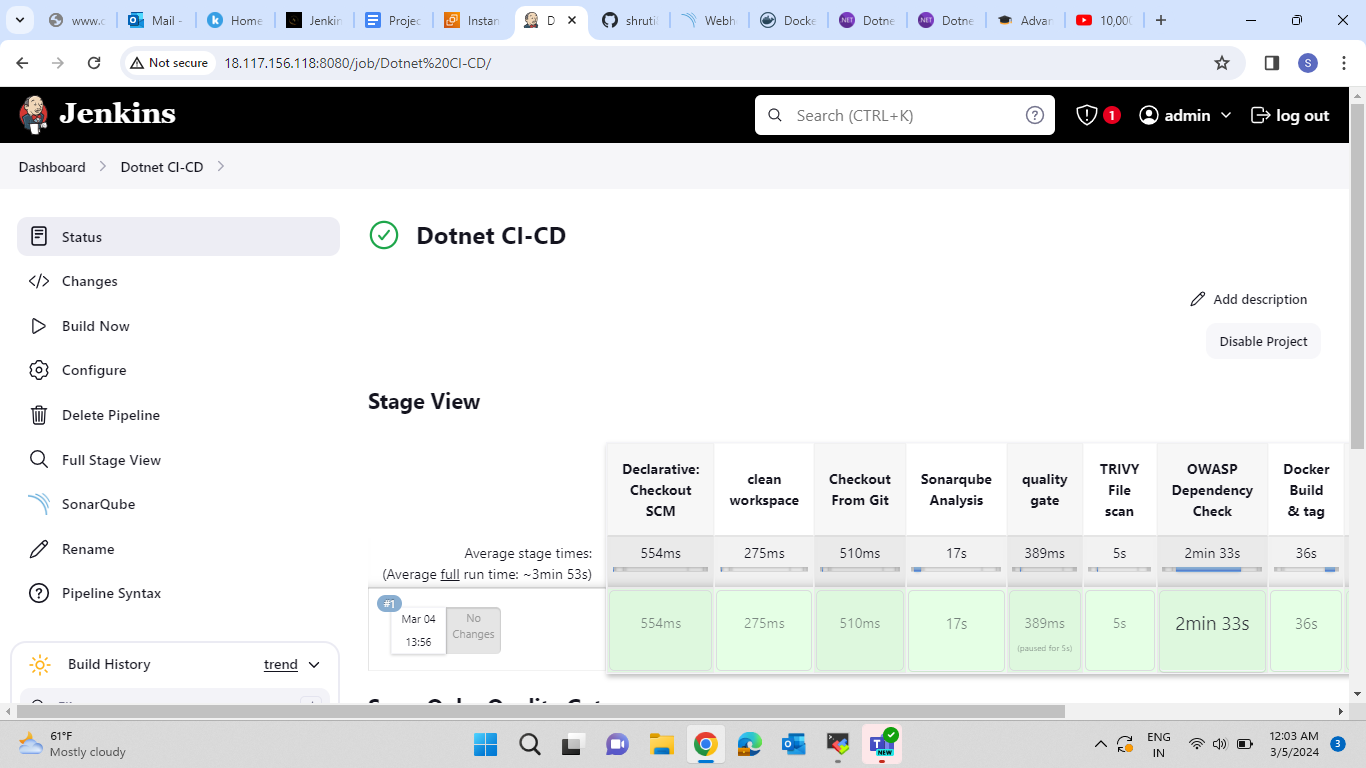 www.c
Mail -
Home
Jenkin
Projec
Instan
D
shruti
Webh
Docke
Dotne
Dotne
Advan
10,00
Not secure
18.117.156.118:8080/job/Dotnet%20CI-CD/
S
Jenkins
Search (CTRL+K)
1
admin
log out
Dashboard
Dotnet CI-CD
Status
Changes
Build Now
Configure
Delete Pipeline
Full Stage View
SonarQube
Rename
Pipeline Syntax
Build History
trend
Dotnet CI-CD
Add description
Disable Project
Stage View
Declarative:
Checkout
SCM
clean
workspace
Checkout
From Git
Sonarqube
Analysis
quality
gate
TRIVY
File
scan
OWASP
Dependency
Check
Docker
Build
& tag
Average stage times:
(Average full run time: ~3min 53s)
554ms
275ms
510ms
17s
389ms
5s
2min 33s
36s
#1
Mar 04
13:56
No
Changes
554ms
275ms
510ms
17s
389ms
(paused for 5s)
5s
2min 33s
36s
61°F
Mostly cloudy
NEW
ENG
IN
12:03 AM
3/5/2024
3